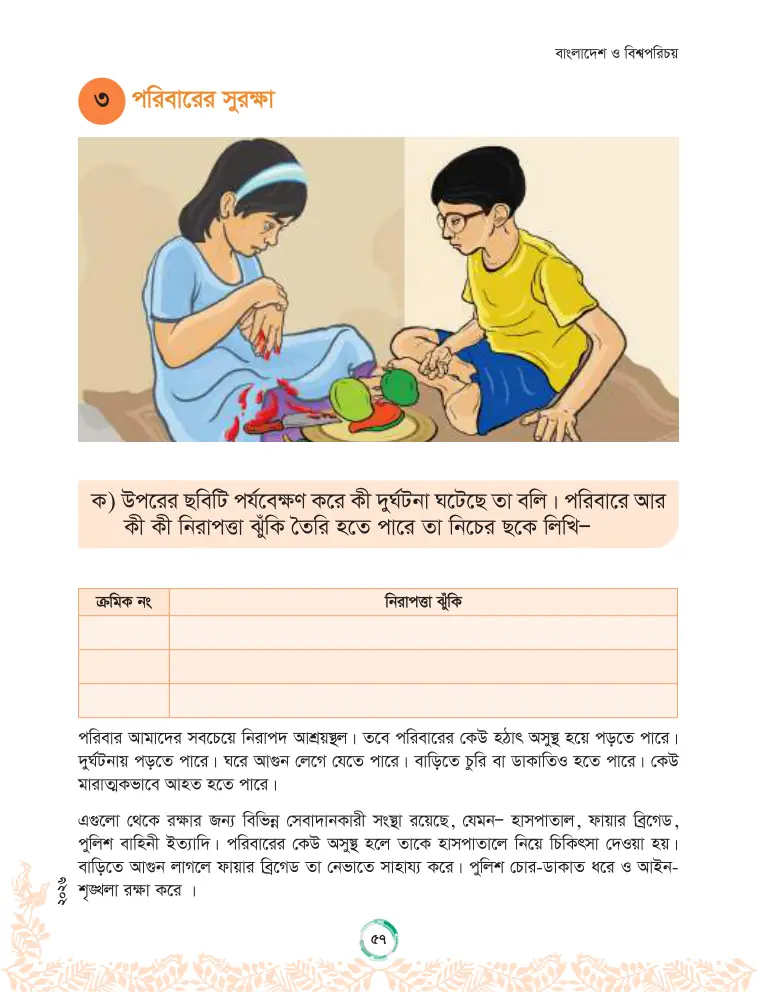 বাংলাদেশ ও বিশ্বপরিচয়
৩ পরিবারের সুরক্ষা
ক) উপরের ছবিটি পর্যবেক্ষণ করে কী দুর্ঘটনা ঘটেছে তা বলি। পরিবারে আর
কী কী নিরাপত্তা ঝুঁকি তৈরি হতে পারে তা নিচের ছকে লিখি–
ক্রমিক নং নিরাপত্তা ঝুঁকি
পরিবার আমাদের সবচেয়ে নিরাপদ আশ্রয়স্থল। তবে পরিবারের কেউ হঠাৎ অসুস্থ হয়ে পড়তে পারে।
দুর্ঘটনায় পড়তে পারে। ঘরে আগুন লেগে যেতে পারে। বাড়িতে চুরি বা ডাকাতিও হতে পারে। কেউ
মারাত্মকভাবে আহত হতে পারে।
এগুলো থেকে রক্ষার জন্য বিভিন্ন সেবাদানকারী সংস্থা রয়েছে, যেমন– হাসপাতাল, ফায়ার ব্রিগেড,
পুলিশ বাহিনী ইত্যাদি। পরিবারের কেউ অসুস্থ হলে তাকে হাসপাতালে নিয়ে চিকিৎসা দেওয়া হয়।
বাড়িতে আগুন লাগলে ফায়ার ব্রিগেড তা নেভাতে সাহায্য করে। পুলিশ চোর-ডাকাত ধরে ও আইন-
শৃঙ্খলা রক্ষা করে ।
২০২৬
৫৭